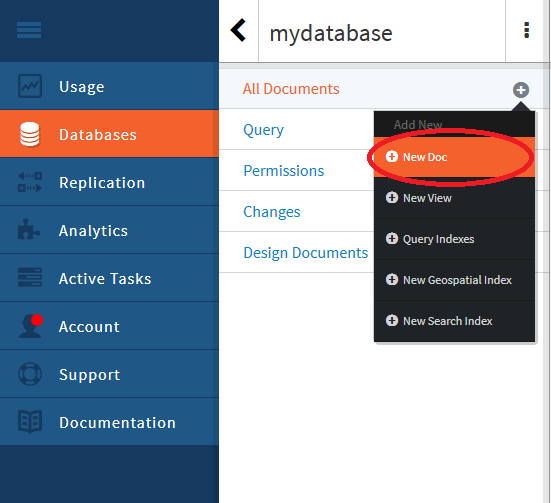 mydatabase
Usage
Databases
Replication
Analytics
Active Tasks
Account
Support
Documentation
All Documents
Query
Permissions
Changes
Design Documents
Add New
New Doc
New View
Query Indexes
New Geospatial Index
New Search Index